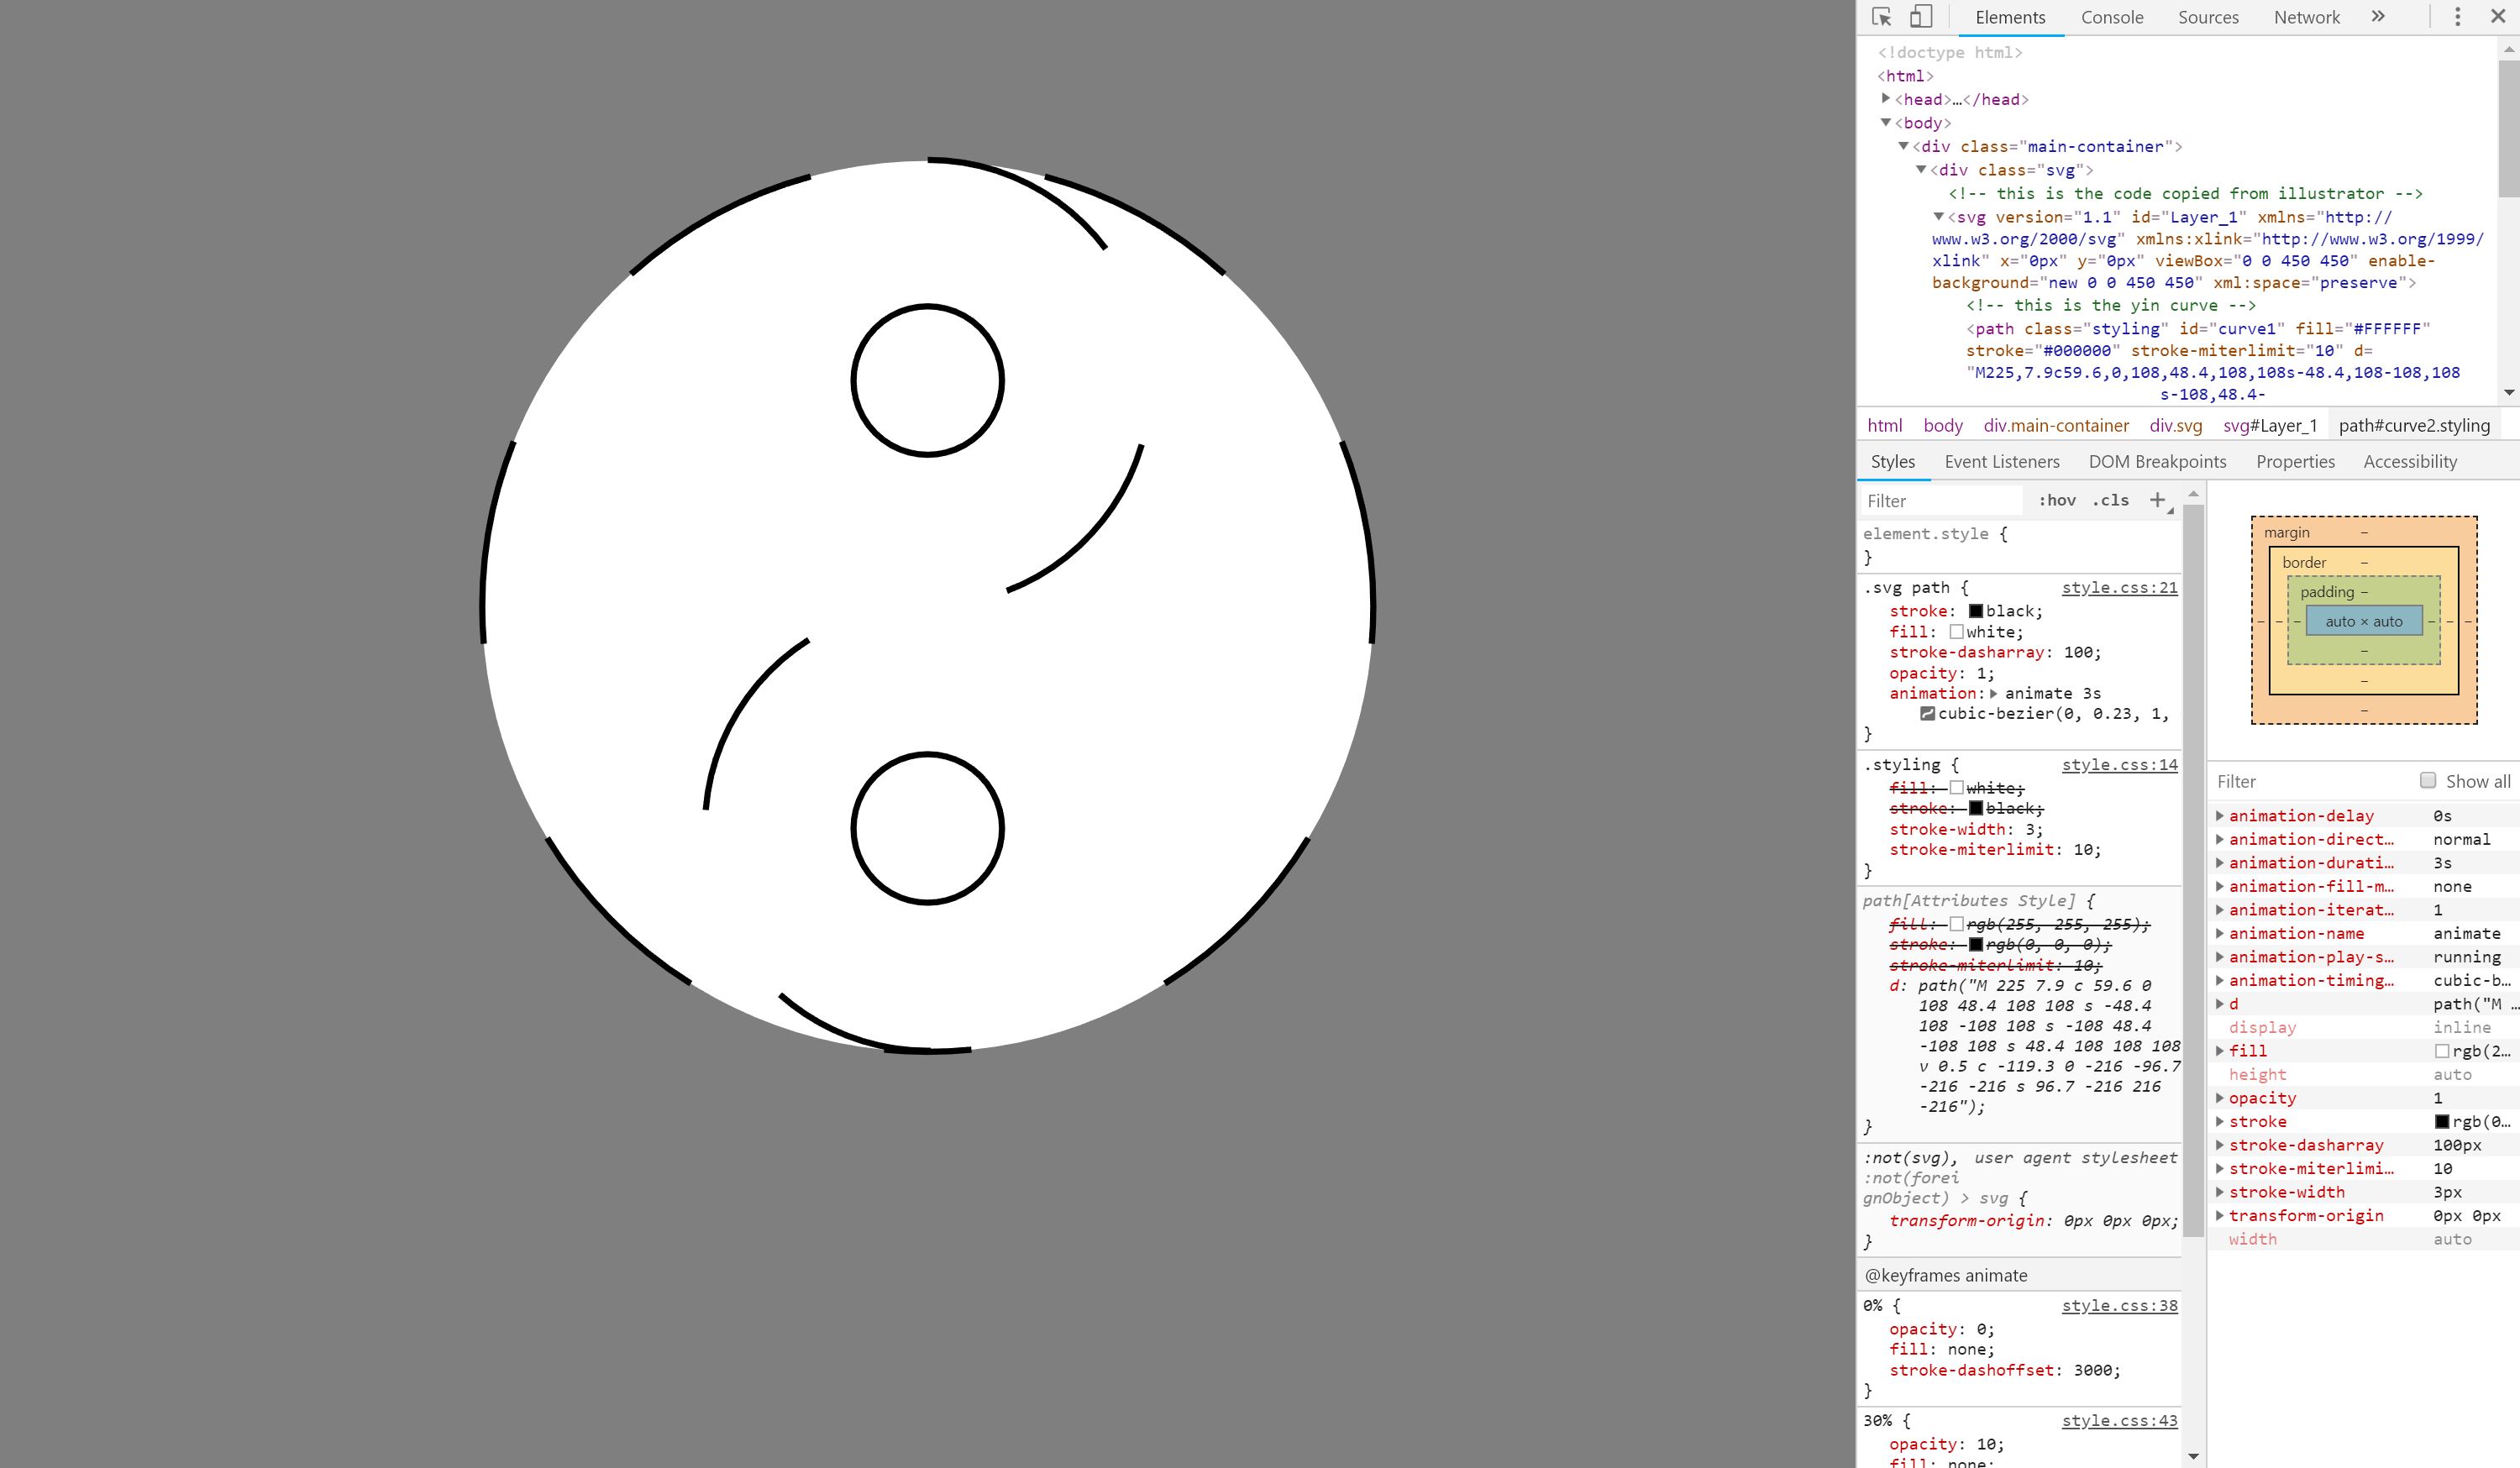 Elements Console Sources Network
<!doctype html>
<html>
<head>…</head>
<body>
<div class="main-container">
<div class="svg">
<!-- this is the code copied from illustrator -->
<svg version="1.1" id="Layer_1" xmlns="http://
www.w3.org/2000/svg" xmlns:xlink="http://www.w3.org/1999/
xlink" x="0px" y="0px" viewBox="0 0 450 450" enable-
background="new 0 0 450 450" xml:space="preserve">
<!-- this is the yin curve -->
<path class="styling" id="curve1" fill="#FFFFFF"
stroke="#000000" stroke-miterlimit="10" d=
"M225,7.9c59.6,0,108,48.4,108,108s-48.4,108-108,108
s-108,48.4-
html body div.main-container div.svg svg#Layer_1 path#curve2.styling
Styles Event Listeners DOM Breakpoints Properties Accessibility
Filter :hov .cls +
element.style {
}
.svg path { style.css:21
stroke: black;
fill: white;
stroke-dasharray: 100;
opacity: 1;
animation: animate 3s
cubic-bezier(0, 0.23, 1,
}
.styling { style.css:14
fill: white;
stroke: black;
stroke-width: 3;
stroke-miterlimit: 10;
}
path[Attributes Style] {
fill: rgb(255, 255, 255);
stroke: rgb(0, 0, 0);
stroke-miterlimit: 10;
d: path("M 225 7.9 c 59.6 0
108 48.4 108 108 s -48.4
108 -108 108 s -108 48.4
-108 108 s 48.4 108 108 108
v 0.5 c -119.3 0 -216 -96.7
-216 -216 s 96.7 -216 216
-216");
}
:not(svg), user agent stylesheet
:not(forei
gnObject) > svg {
transform-origin: 0px 0px 0px;
}
@keyframes animate
0% { style.css:38
opacity: 0;
fill: none;
stroke-dashoffset: 3000;
}
30% { style.css:43
opacity: 10;
fill: none;
margin –
border –
padding –
– – – auto × auto – – –
–
–
–
Filter Show all
animation-delay 0s
animation-direct… normal
animation-durati… 3s
animation-fill-m… none
animation-iterat… 1
animation-name animate
animation-play-s… running
animation-timing… cubic-b…
d path("M …
display inline
fill rgb(2…
height auto
opacity 1
stroke rgb(0…
stroke-dasharray 100px
stroke-miterlimi… 10
stroke-width 3px
transform-origin 0px 0px
width auto